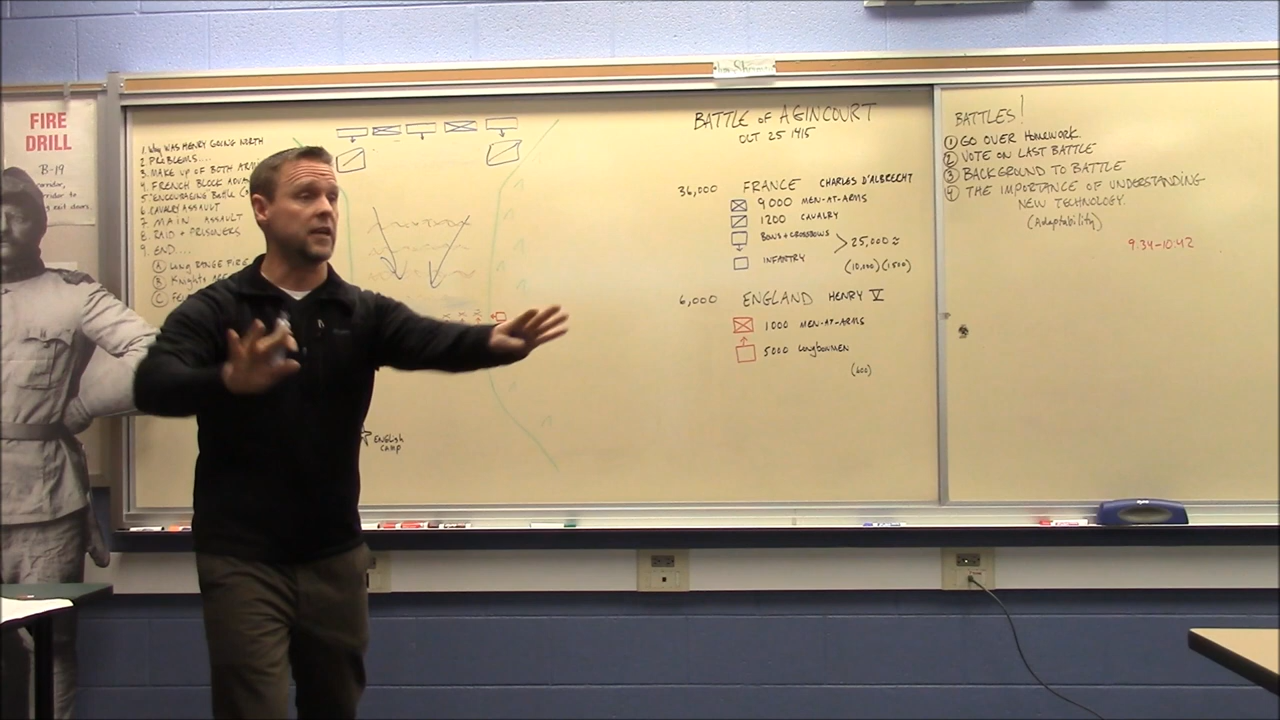 FIRE
DRILL
B-19
1. Why WAS HENRY GOING NORTH
2. PROBLEMS....
3. MAKE UP OF BOTH ARMI
4. FRENCH BLOCK ADVA
5. "ENCOURAGING BATTLE
6. CAVALRY ASSAULT
7 MAIN ASSAULT
8. RAID + PRISONERS
9. END....
A LONG RANGE FIRE
B KNIGHTS
C
ENGLISH
CAMP
BATTLE OF AGINCOURT
OCT 25 1415
36,000 FRANCE CHARLES D'ALBRECHT
9000 MEN-AT-ARMS
1200 CAVALRY
BOWS + CROSSBOWS
25,000 ≈
INFANTRY
(10,000) (1500)
6,000 ENGLAND HENRY V
1000 MEN-AT-ARMS
5000 LONGBOWMEN
(600)
BATTLES!
1 GO OVER HOMEWORK.
2 VOTE ON LAST BATTLE
3 BACKGROUND TO BATTLE
4 THE IMPORTANCE OF UNDERSTANDING
NEW TECHNOLOGY.
(Adaptability)
9:34-10:42